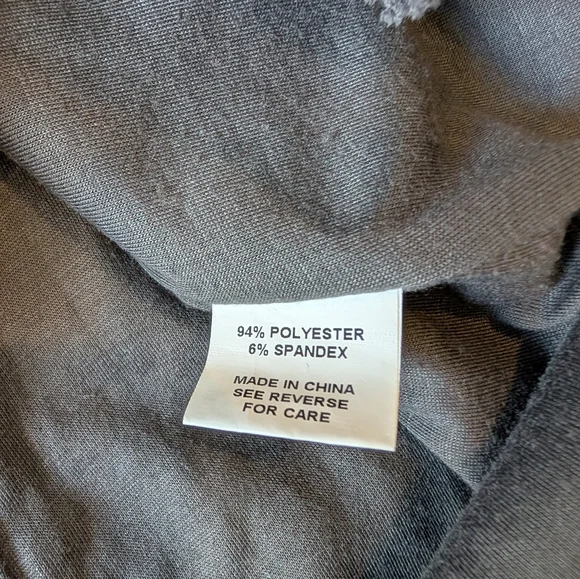 94% POLYESTER
6% SPANDEX
MADE IN CHINA
SEE REVERSE
FOR CARE